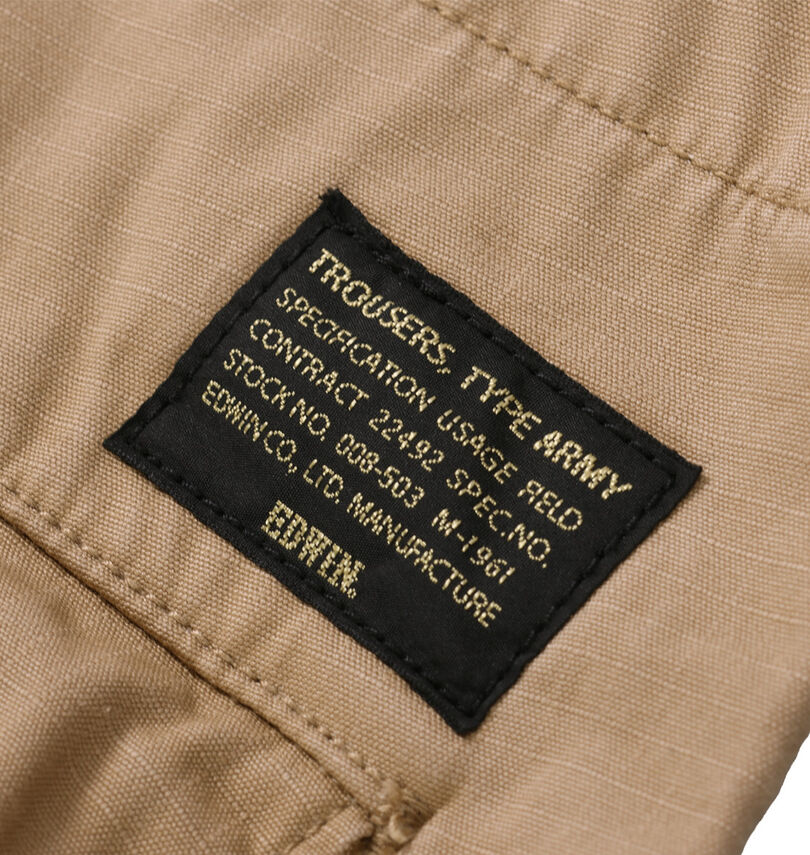 TROUSERS, TYPE ARMY
SPECIFICATION USAGE FIELD
CONTRACT 22492 SPEC.NO.
STOCK NO. 008-503 M-1961
EDWIN CO., LTD. MANUFACTURE
EDWIN.